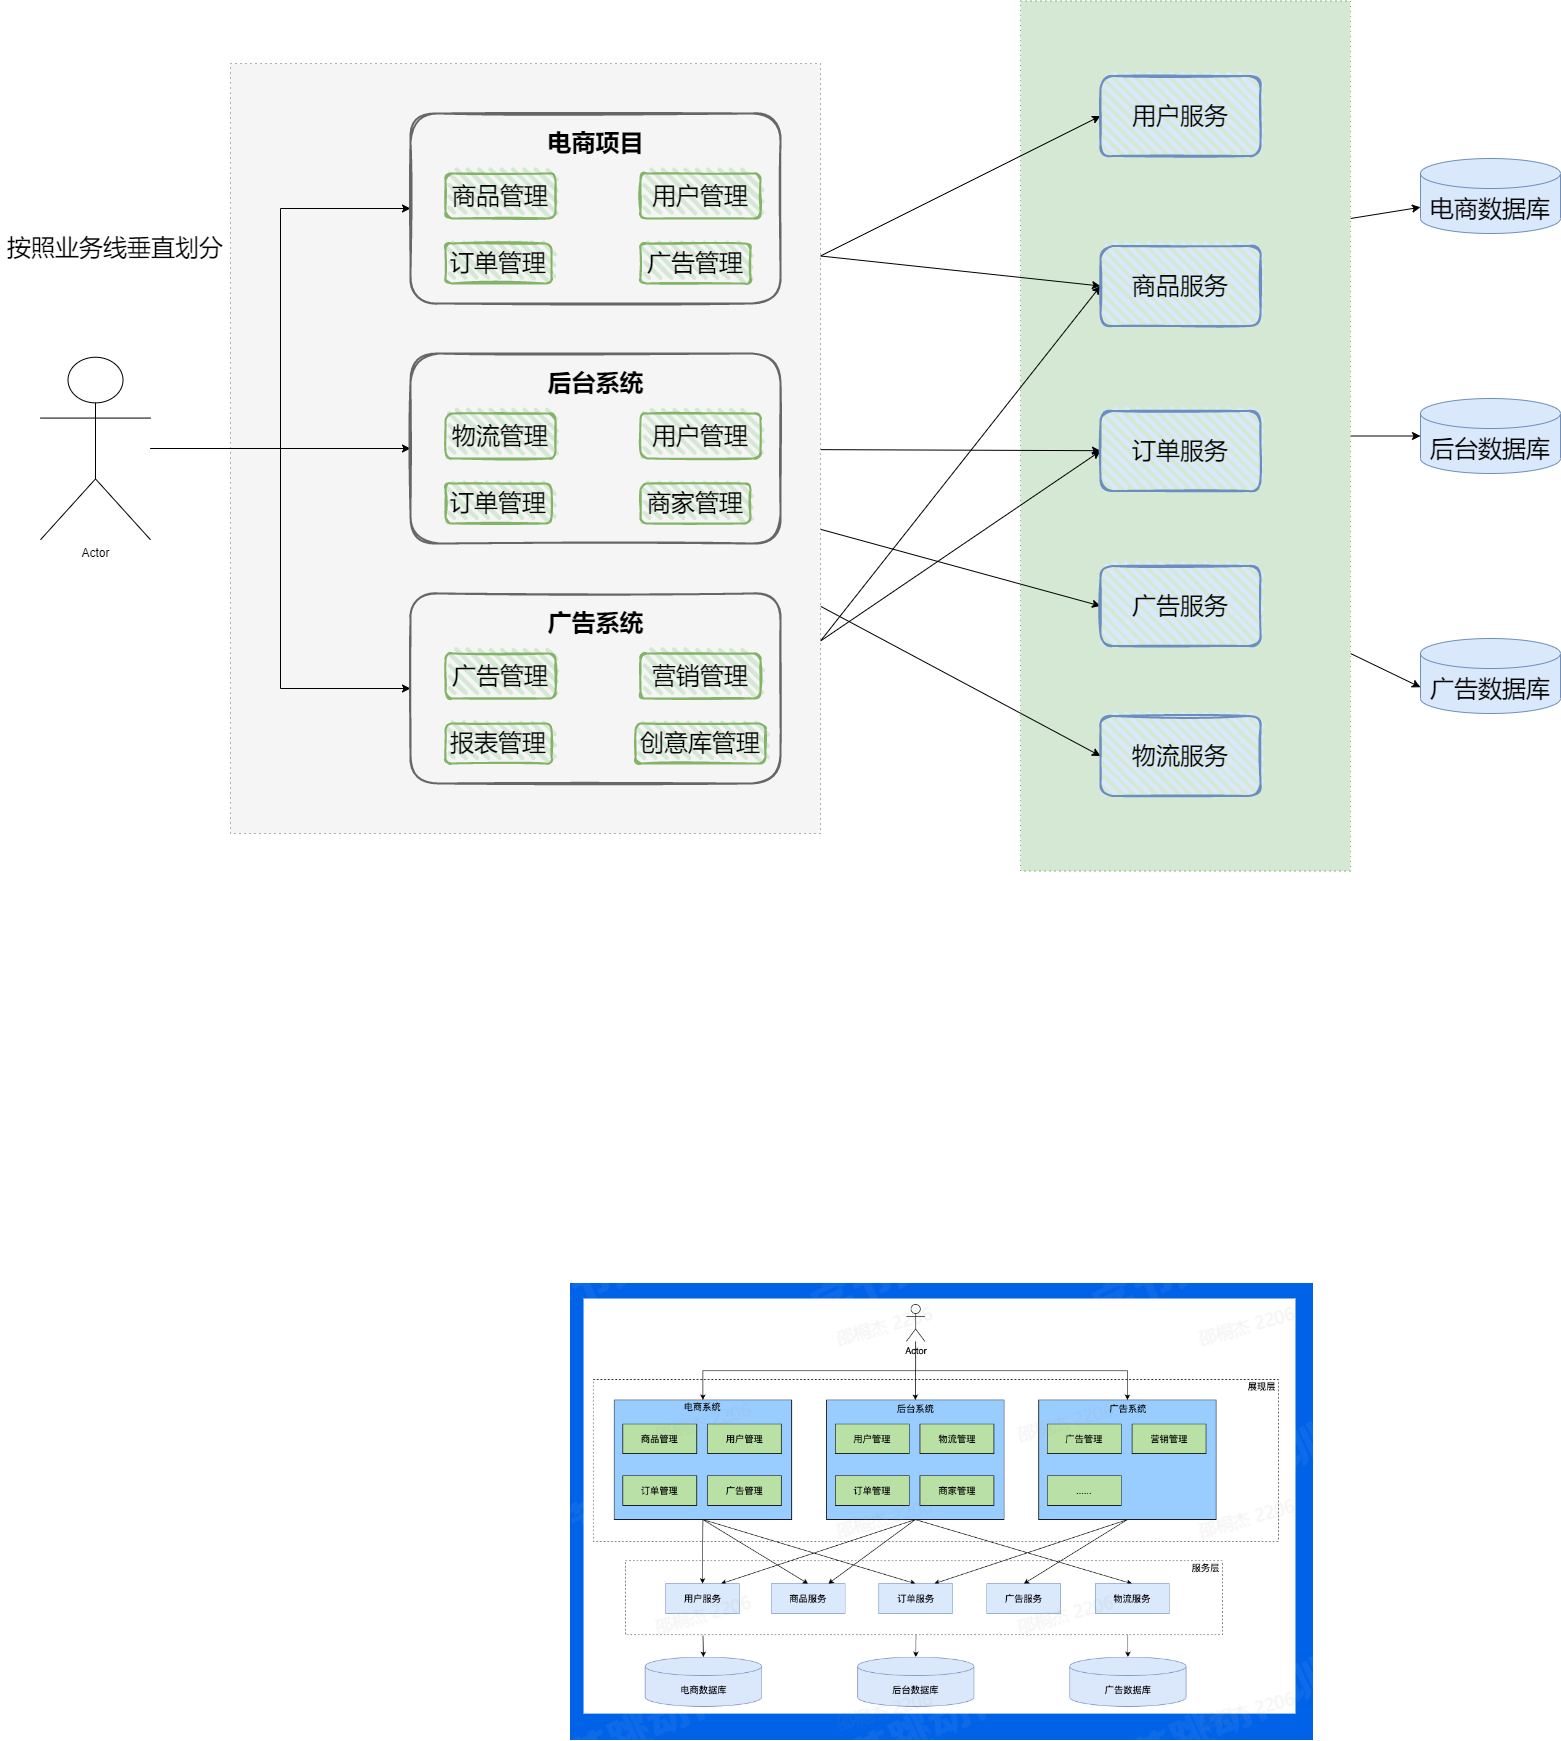 按照业务线垂直划分
Actor
电商项目
商品管理
用户管理
订单管理
广告管理
后台系统
物流管理
用户管理
订单管理
商家管理
广告系统
广告管理
营销管理
报表管理
创意库管理
用户服务
商品服务
订单服务
广告服务
物流服务
电商数据库
后台数据库
广告数据库
Actor
展现层
电商系统
商品管理
用户管理
订单管理
广告管理
后台系统
用户管理
物流管理
订单管理
商家管理
广告系统
广告管理
营销管理
......
服务层
用户服务
商品服务
订单服务
广告服务
物流服务
电商数据库
后台数据库
广告数据库
邵桐杰 2206
邵桐杰 2206